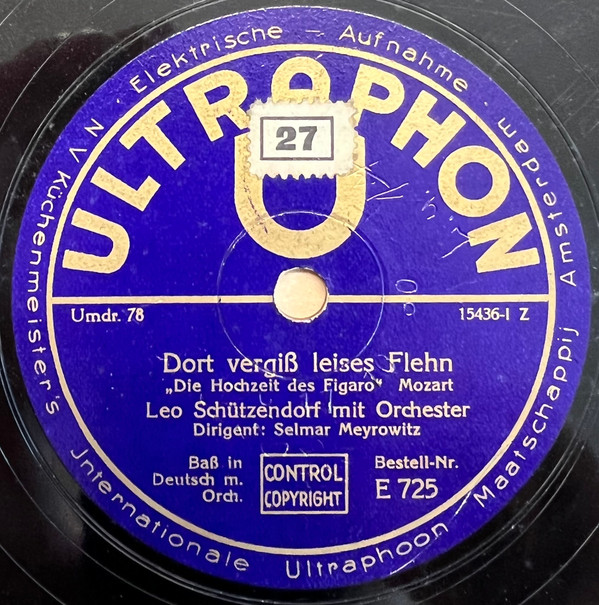 N V Küchenmeister's Jnternationale Ultraphoon Maatschappij Amsterdam
Elektrische – Aufnahme
ULTRAPHON
27
Umdr. 78
15436-I Z
Dort vergiß leises Flehn
„Die Hochzeit des Figaro“ Mozart
Leo Schützendorf mit Orchester
Dirigent: Selmar Meyrowitz
Baß in
Deutsch m.
Orch.
CONTROL
COPYRIGHT
Bestell-Nr.
E 725